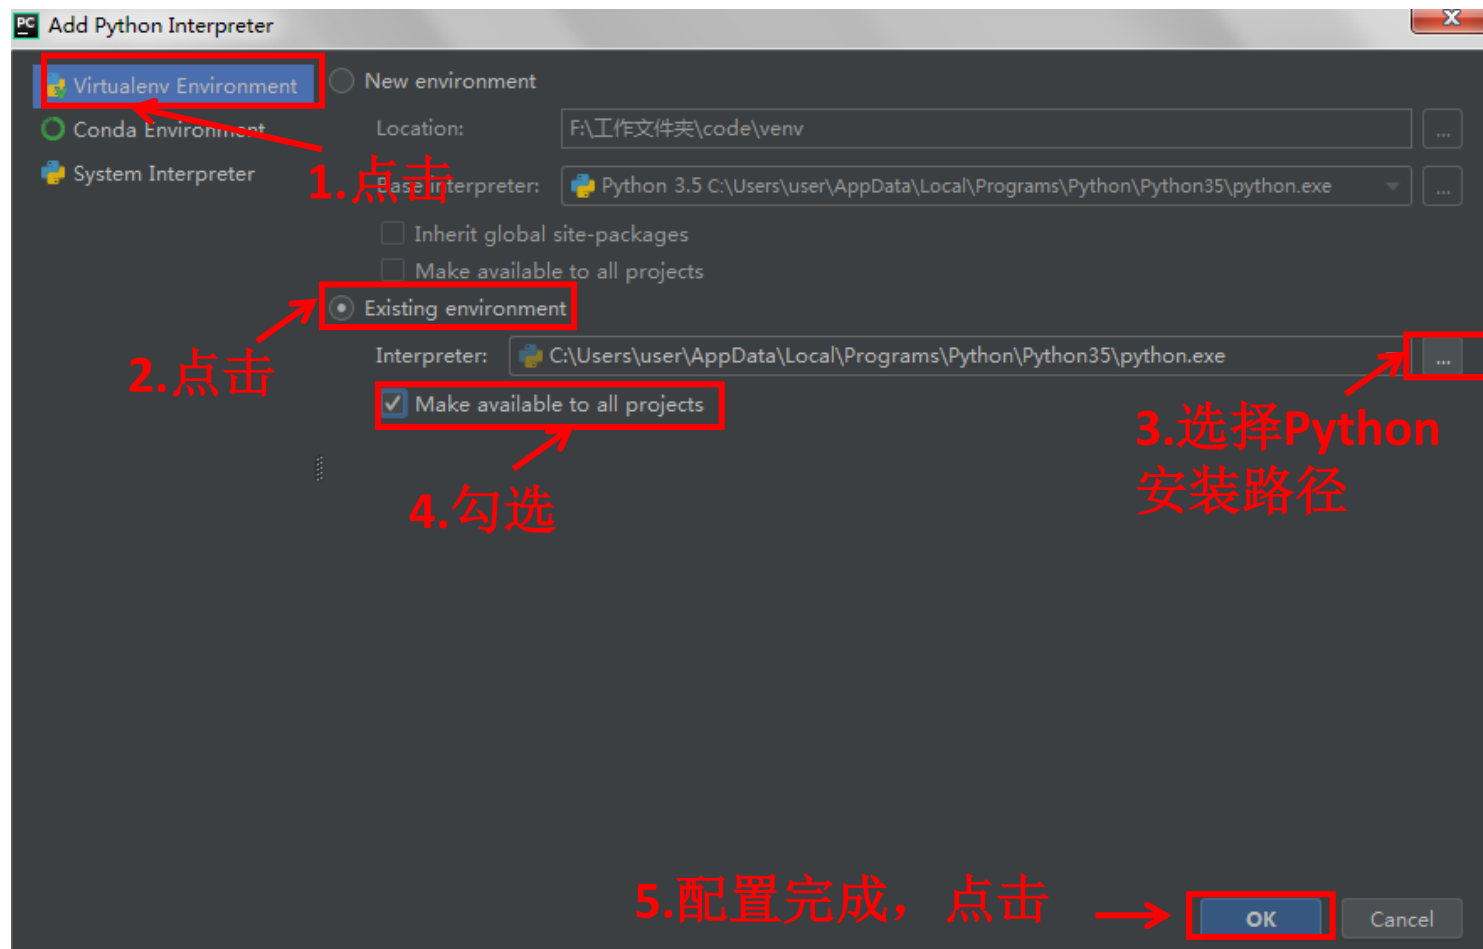 PC Add Python Interpreter
X
Virtualenv Environment
New environment
Conda Environment
Location:
F:\工作文件夹\code\venv
...
System Interpreter
1.点击
Base interpreter:
Python 3.5 C:\Users\user\AppData\Local\Programs\Python\Python35\python.exe
...
Inherit global site-packages
Make available to all projects
Existing environment
2.点击
Interpreter:
C:\Users\user\AppData\Local\Programs\Python\Python35\python.exe
...
Make available to all projects
3.选择Python
安装路径
4.勾选
5.配置完成，点击
OK
Cancel